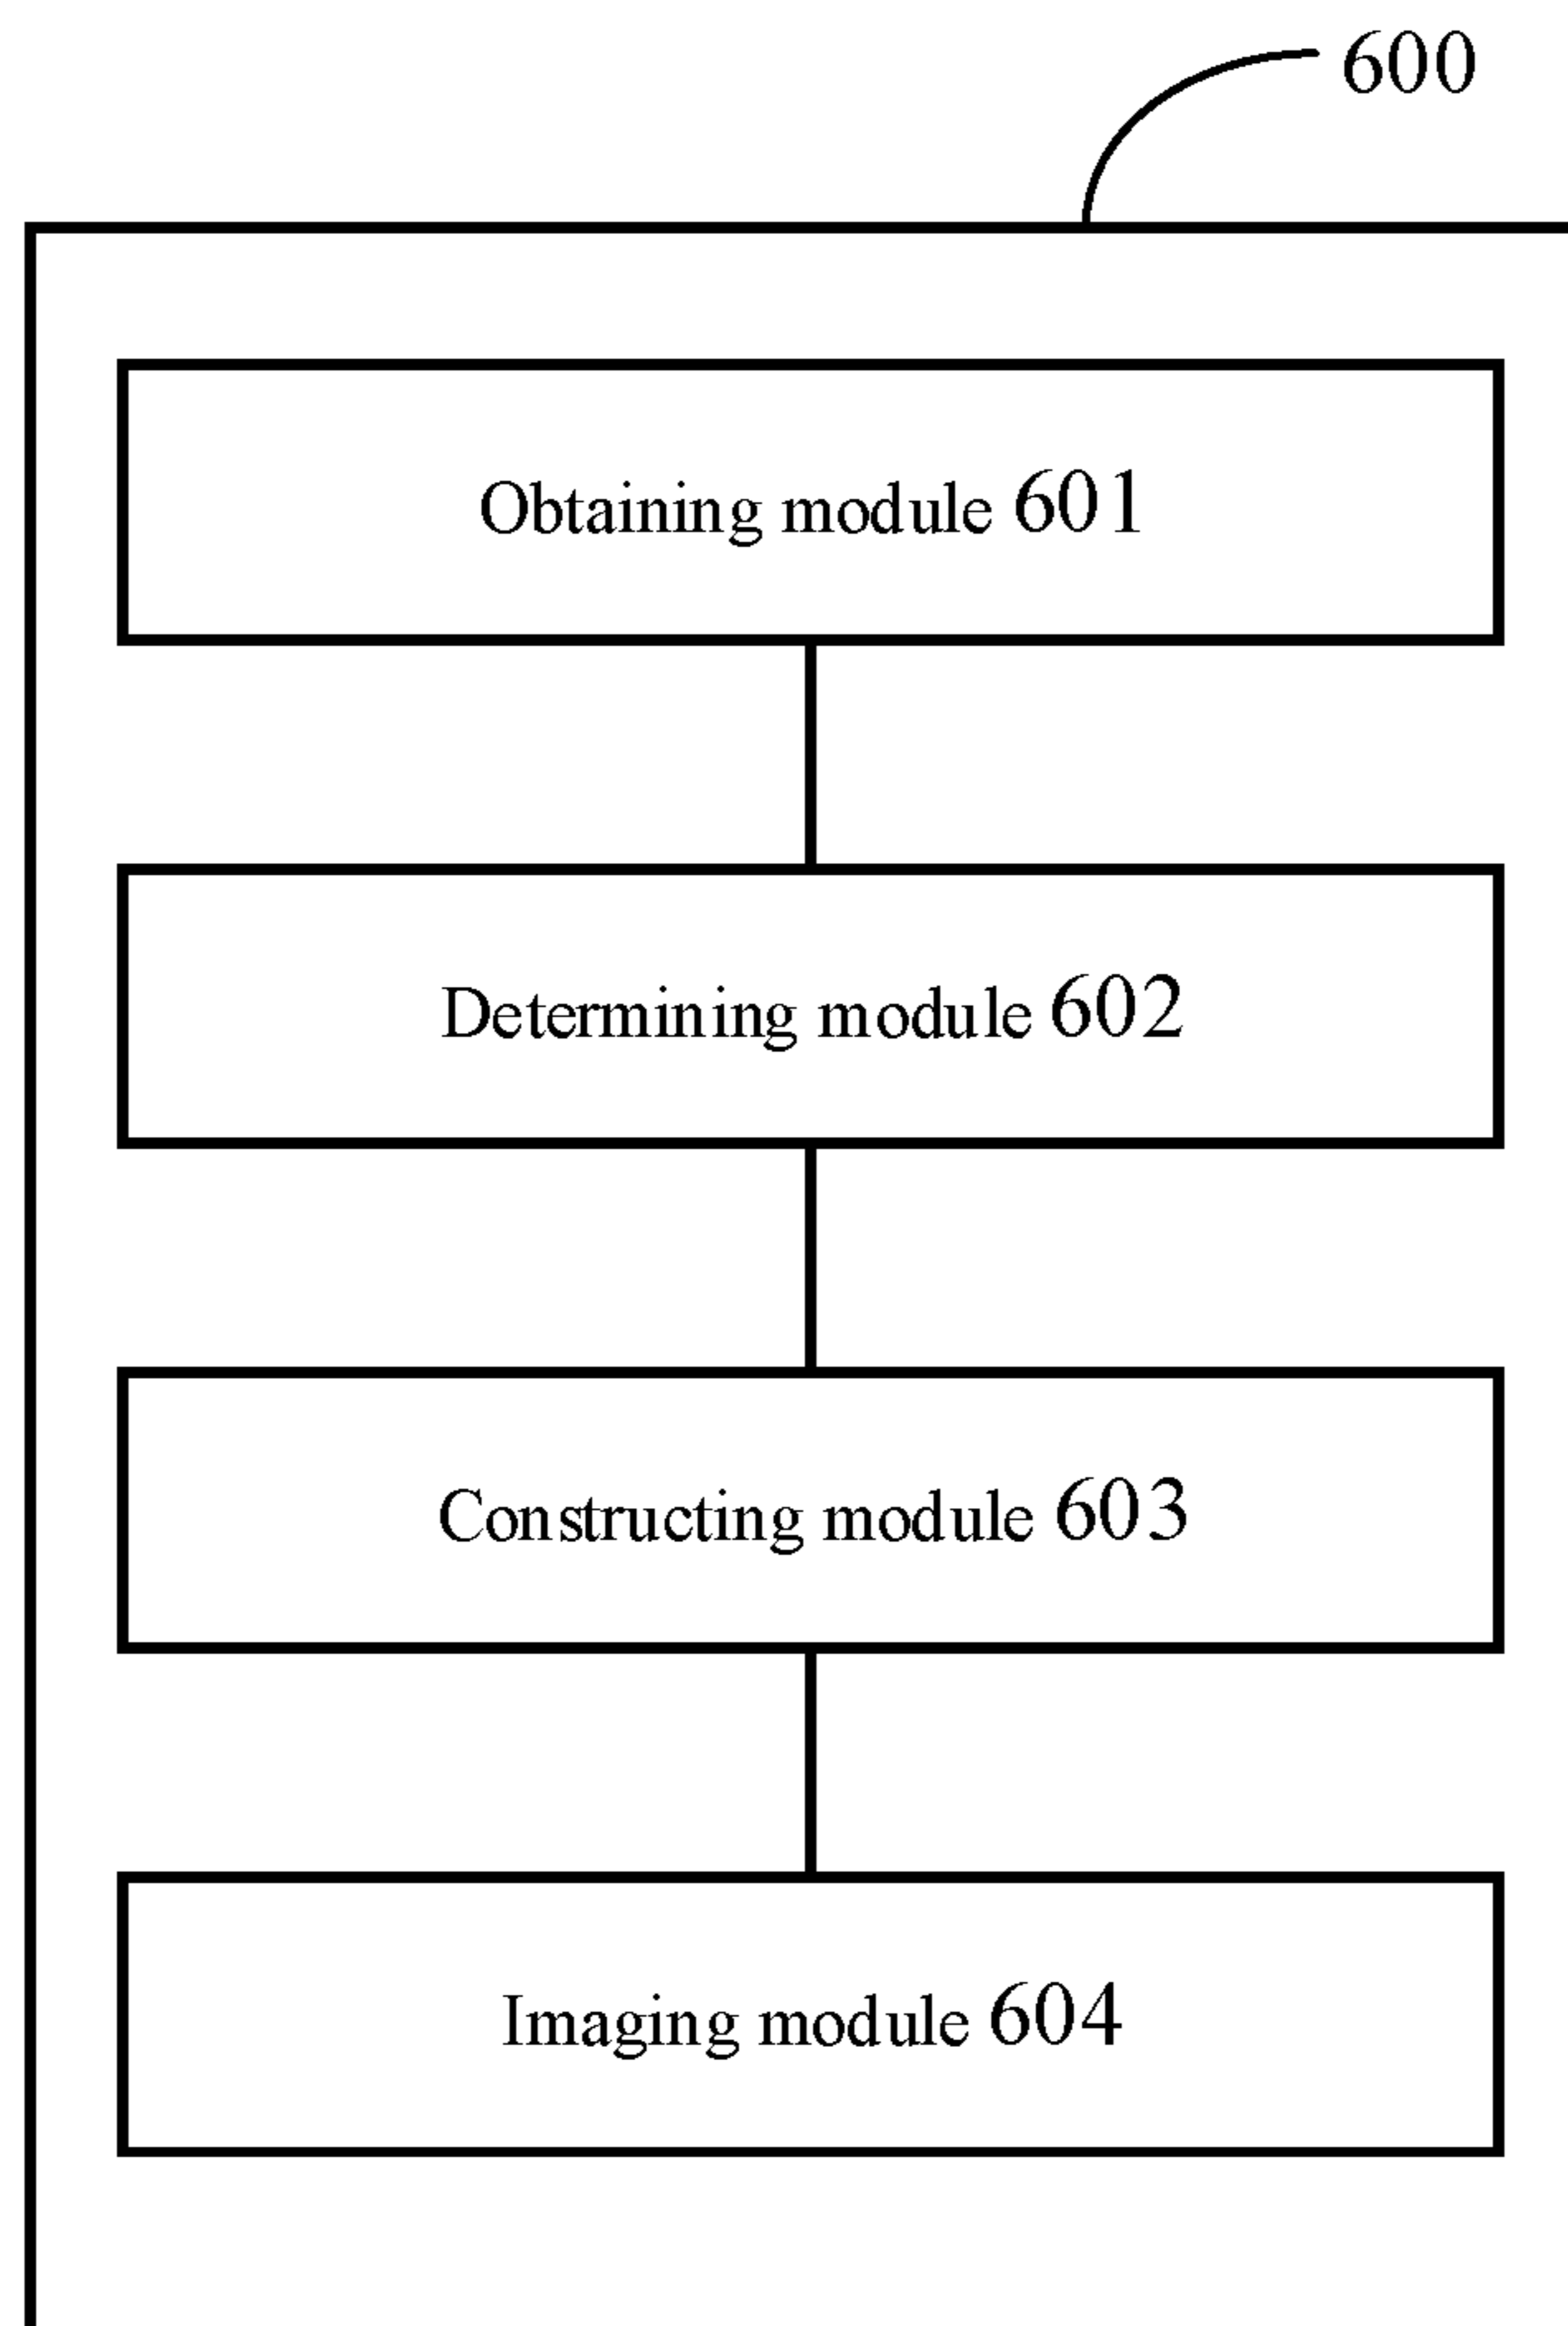 600
Obtaining module 601
Determining module 602
Constructing module 603
Imaging module 604